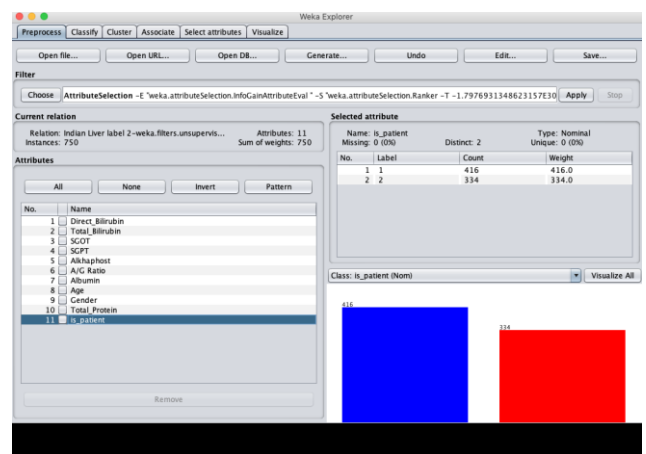 Weka Explorer
Preprocess Classify Cluster Associate Select attributes Visualize
Open file... Open URL... Open DB... Generate... Undo Edit... Save...
Filter
Choose AttributeSelection -E "weka.attributeSelection.InfoGainAttributeEval " -S "weka.attributeSelection.Ranker -T -1.7976931348623157E30 Apply Stop
Current relation
Relation: Indian Liver label 2-weka.filters.unsupervis... Attributes: 11
Instances: 750 Sum of weights: 750
Selected attribute
Name: is_patient Type: Nominal
Missing: 0 (0%) Distinct: 2 Unique: 0 (0%)
Attributes
All None Invert Pattern
No. Name
1 Direct_Bilirubin
2 Total_Bilirubin
3 SGOT
4 SGPT
5 Alkhaphost
6 A/G Ratio
7 Albumin
8 Age
9 Gender
10 Total_Protein
11 is_patient
Remove
No. Label Count Weight
1 1 416 416.0
2 2 334 334.0
Class: is_patient (Nom) Visualize All
416
334